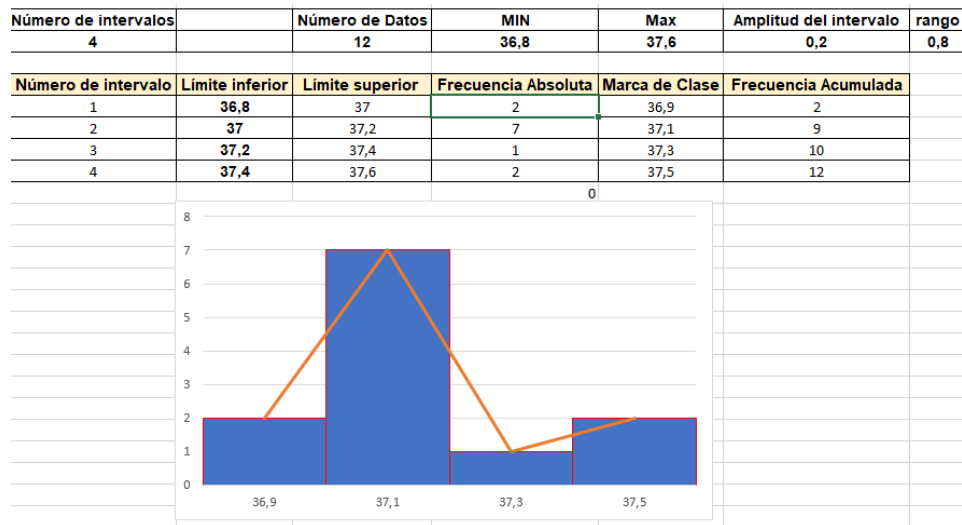 Número de intervalos Número de Datos MIN Max Amplitud del intervalo rango
4 12 36,8 37,6 0,2 0,8
Número de intervalo Límite inferior Límite superior Frecuencia Absoluta Marca de Clase Frecuencia Acumulada
1 36,8 37 2 36,9 2
2 37 37,2 7 37,1 9
3 37,2 37,4 1 37,3 10
4 37,4 37,6 2 37,5 12
0
8
7
6
5
4
3
2
1
0
36,9 37,1 37,3 37,5